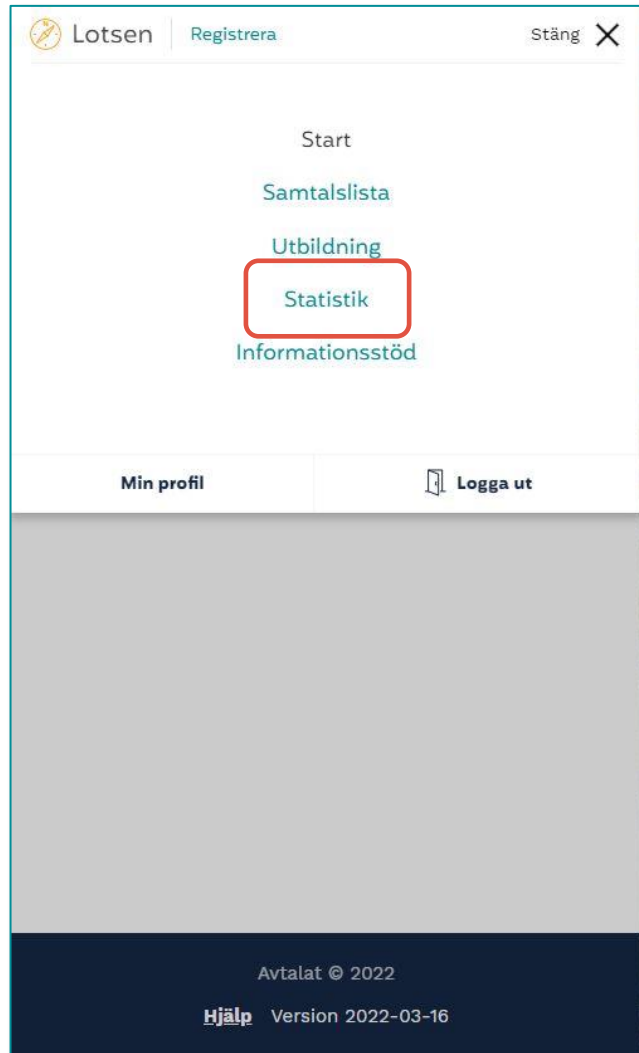 Lotsen Registrera Stäng
Start
Samtalslista
Utbildning
Statistik
Informationsstöd
Min profil Logga ut
Avtalat © 2022
Hjälp Version 2022-03-16